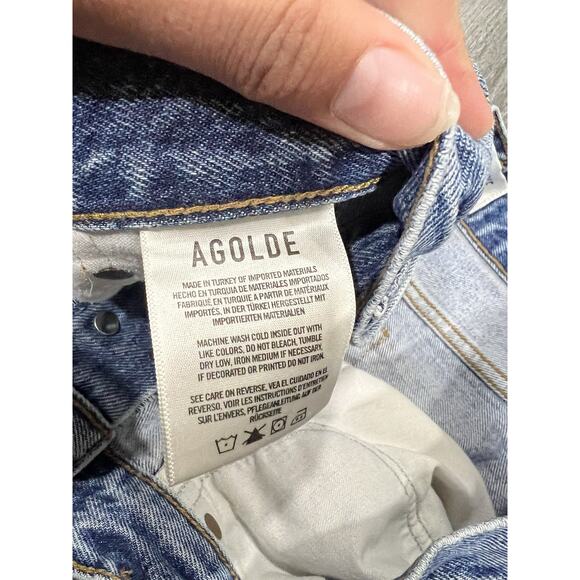 AGOLDE
MADE IN TURKEY OF IMPORTED MATERIALS
HECHO EN TURQUIA DE MATERIALES IMPORTADOS
FABRIQUÉ EN TURQUIE A PARTIR DE MATÉRIAUX
IMPORTÉS, IN DER TÜRKEI HERGESTELLT MIT
IMPORTIERTEN MATERIALIEN
MACHINE WASH COLD INSIDE OUT WITH
LIKE COLORS, DO NOT BLEACH, TUMBLE
DRY LOW, IRON MEDIUM IF NECESSARY.
IF DECORATED OR PRINTED DO NOT IRON.
SEE CARE ON REVERSE, VEA EL CUIDADO EN EL
REVERSO, VOIR LES INSTRUCTIONS D'ENTRETIEN
SUR L'ENVERS, PFLEGEANLEITUNG AUF DER
RÜCKSEITE